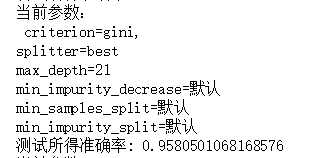 当前参数:
criterion=gini,
splitter=best
max_depth=21
min_impurity_decrease=默认
min_samples_split=默认
min_impurity_split=默认
测试所得准确率: 0.9580501068168576